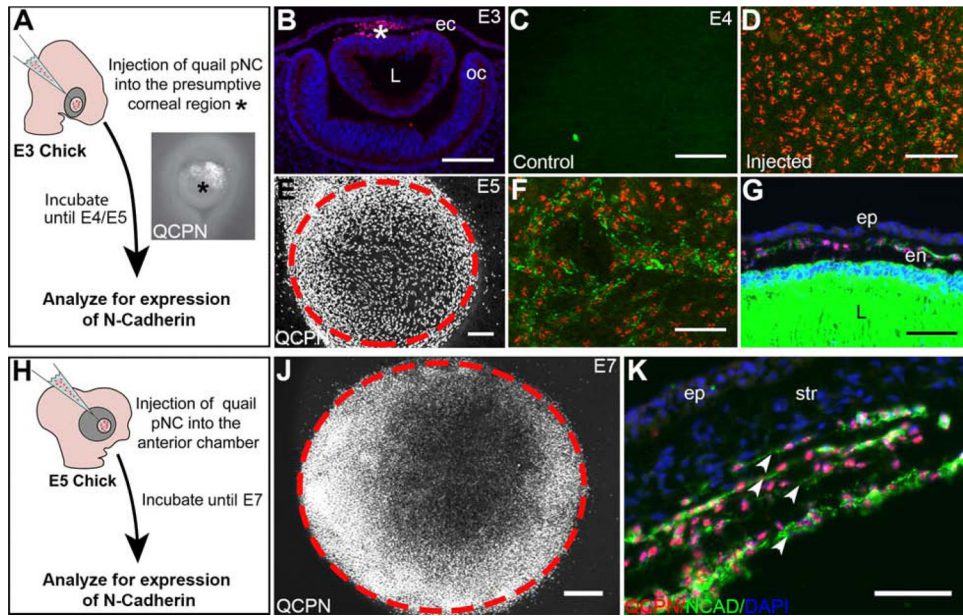 A
Injection of quail pNC
into the presumptive
corneal region *
E3 Chick
Incubate
until E4/E5
*
QCPN
Analyze for expression
of N-Cadherin
B
E3
*
ec
L
oc
C
E4
Control
D
Injected
E
E5
QCPN
F
G
ep
en
L
H
Injection of quail
pNC into the
anterior chamber
E5 Chick
Incubate until E7
Analyze for expression
of N-Cadherin
J
E7
QCPN
K
ep
str
QCPN/NCAD/DAPI